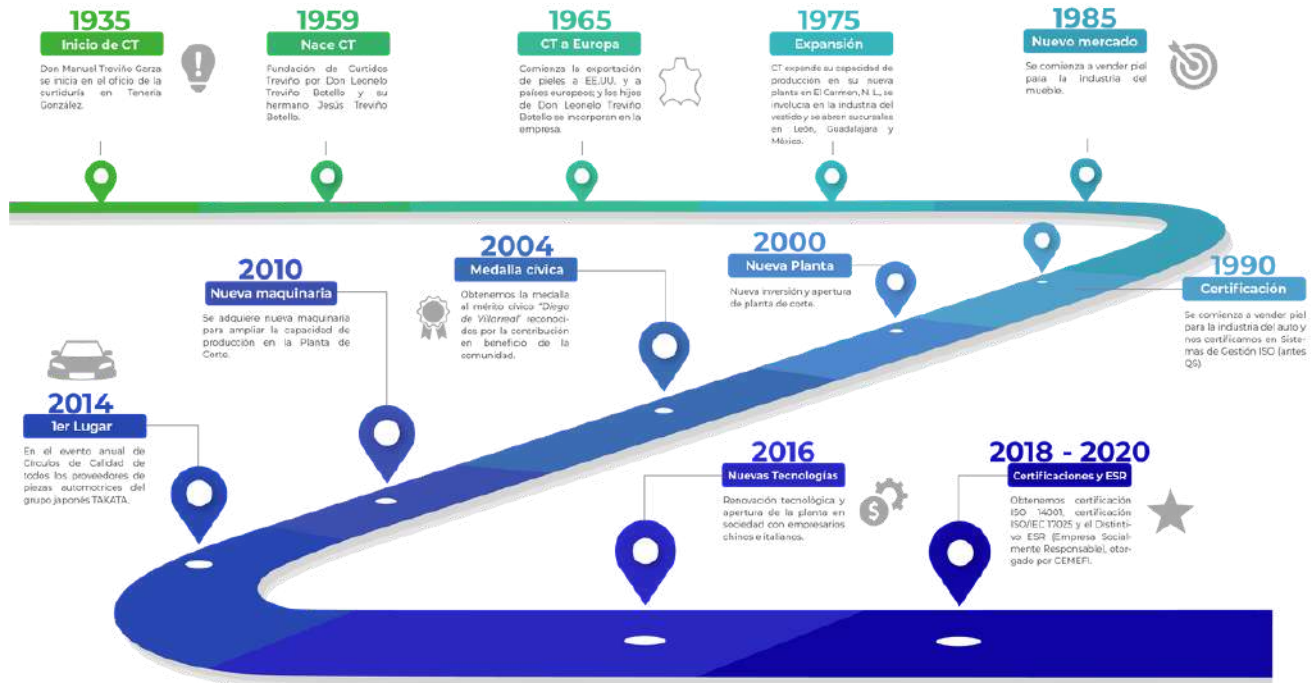 1935
Inicio de CT
Don Manuel Treviño Garza
se inicia en el oficio de la
curtiduría en Tenería
González.
1959
Nace CT
Fundación de Curtidos
Treviño por Don Leonelo
Treviño Botello y su
hermano Jesús Treviño
Botello.
1965
CT a Europa
Comienza la exportación
de pieles a EE.UU. y a
países europeos; y los hijos
de Don Leonelo Treviño
Botello se incorporan en la
empresa.
1975
Expansión
CT expande su capacidad de
producción en su nueva
planta en El Carmen, N. L., se
involucra en la industria del
vestido y se abren sucursales
en León, Guadalajara y
México.
1985
Nuevo mercado
Se comienza a vender piel
para la industria del
mueble.
1990
Certificación
Se comienza a vender piel
para la industria del auto y
nos certificamos en Siste-
mas de Gestión ISO (antes
QS)
2000
Nueva Planta
Nueva inversión y apertura
de planta de corte.
2004
Medalla cívica
Obtenemos la medalla
al mérito cívico "Diego
de Villarreal" reconoci-
dos por la contribución
en beneficio de la
comunidad.
2010
Nueva maquinaria
Se adquiere nueva maquinaria
para ampliar la capacidad de
producción en la Planta de
Corte.
2014
1er Lugar
En el evento anual de
Círculos de Calidad de
todos los proveedores de
piezas automotrices del
grupo japonés TAKATA.
2016
Nuevas Tecnologías
Renovación tecnológica y
apertura de la planta en
sociedad con empresarios
chinos e italianos.
2018 - 2020
Certificaciones y ESR
Obtenemos certificación
ISO 14001, certificación
ISO/IEC 17025 y el Distinti-
vo ESR (Empresa Social-
mente Responsable), otor-
gado por CEMEFI.